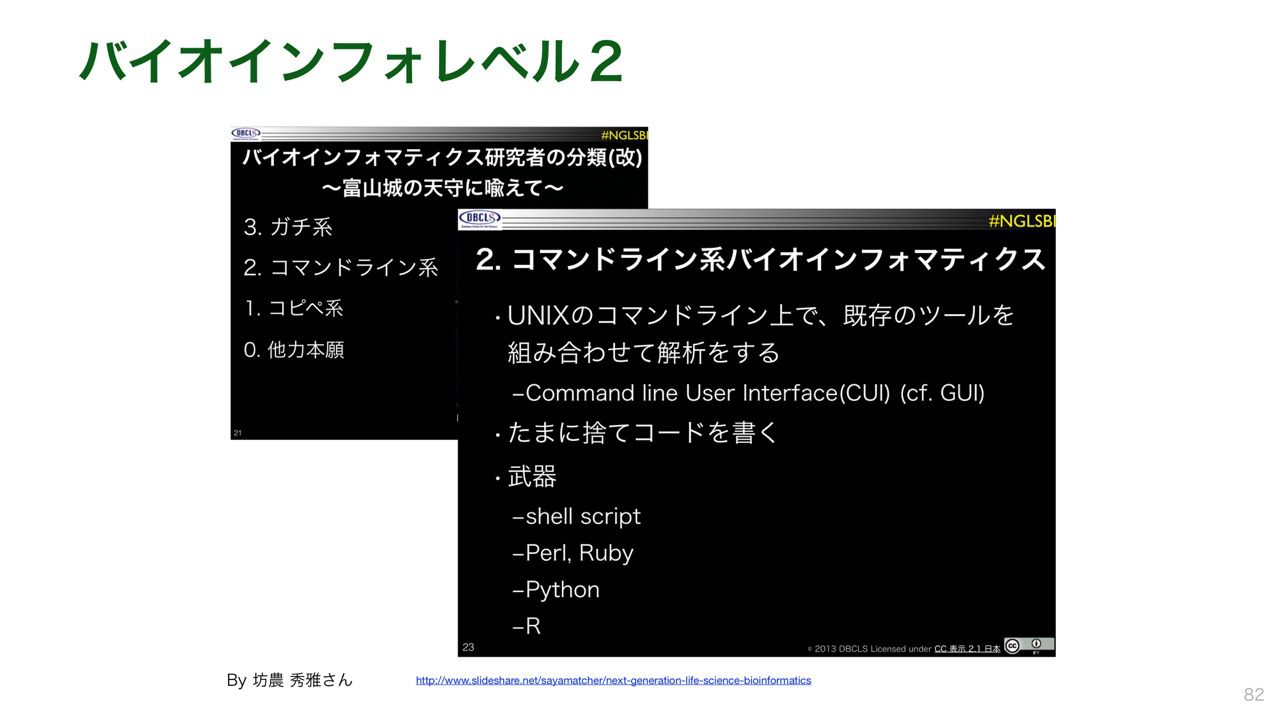 バイオインフォレベル２
DBCLS
#NGLSBI
バイオインフォマティクス研究者の分類(改)
〜富山城の天守に喩えて〜
3. ガチ系
2. コマンドライン系
1. コピペ系
0. 他力本願
21
DBCLS
#NGLSBI
2. コマンドライン系バイオインフォマティクス
・UNIXのコマンドライン上で、既存のツールを
組み合わせて解析をする
–Command line User Interface(CUI) (cf. GUI)
・たまに捨てコードを書く
・武器
–shell script
–Perl, Ruby
–Python
–R
23
© 2013 DBCLS Licensed under CC 表示 2.1 日本
cc
BY
By 坊農 秀雅さん
http://www.slideshare.net/sayamatcher/next-generation-life-science-bioinformatics
82